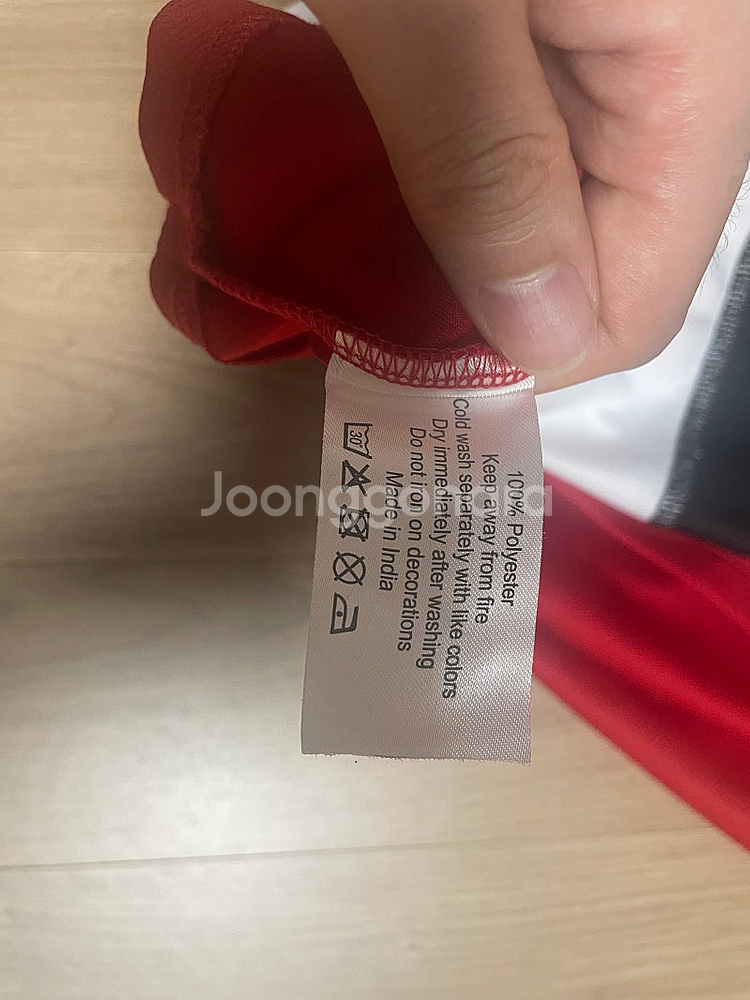 100% Polyester
Keep away from fire
Cold wash separately with like colors
Dry immediately after washing
Do not iron on decorations
Made in India
30°
Joonggonara